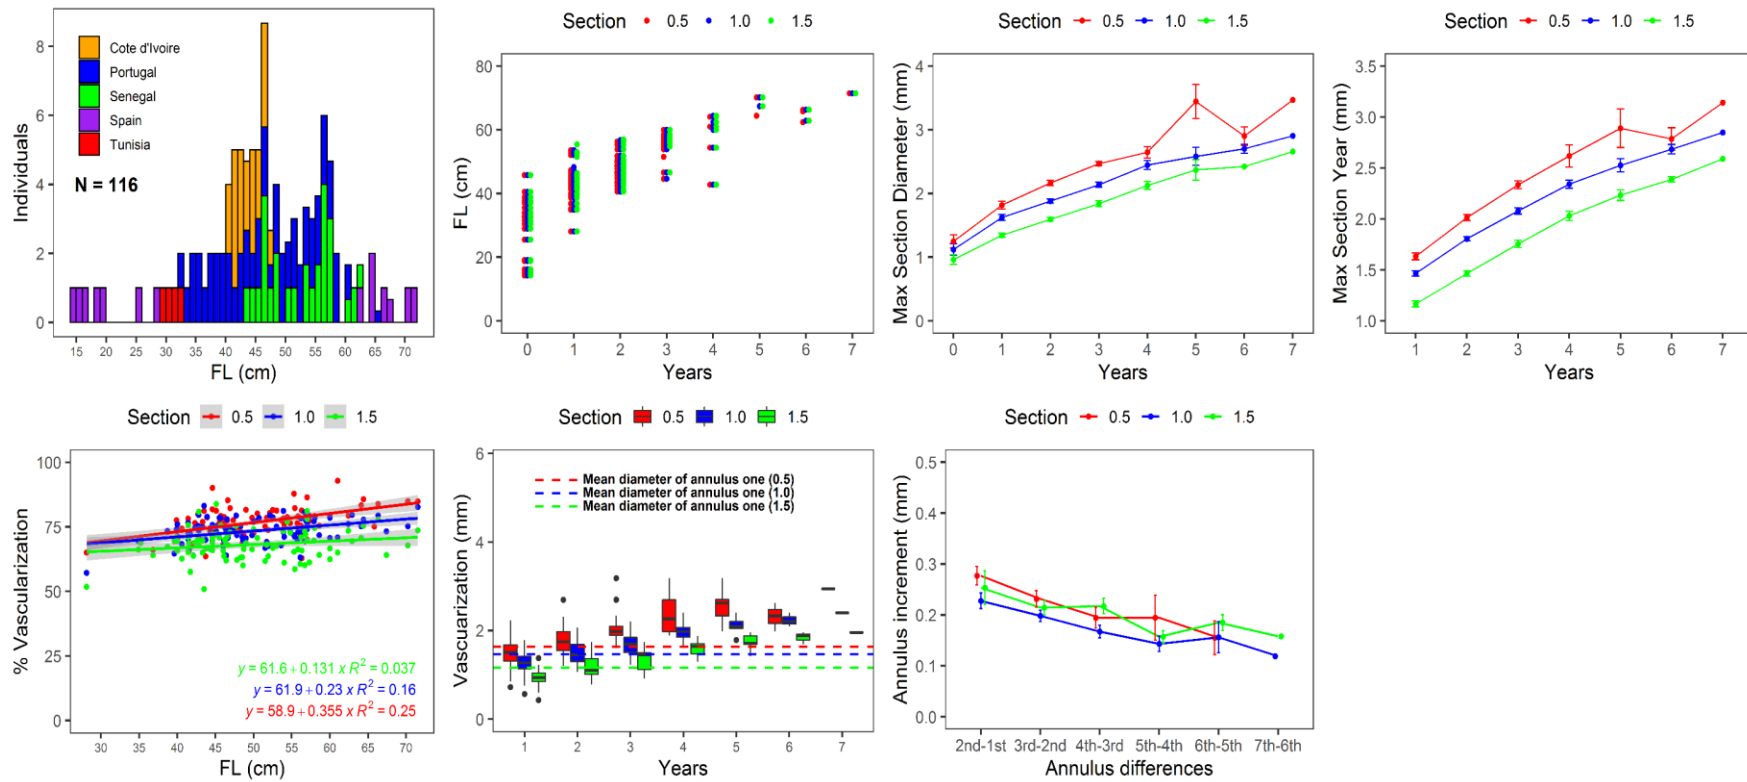 Individuals
8
6
4
2
0
Cote d'Ivoire
Portugal
Senegal
Spain
Tunisia
N = 116
15 20 25 30 35 40 45 50 55 60 65 70
FL (cm)
Section 0.5 1.0 1.5
FL (cm)
80
60
40
20
0
0 1 2 3 4 5 6 7
Years
Section 0.5 1.0 1.5
Max Section Diameter (mm)
4
3
2
1
0
0 1 2 3 4 5 6 7
Years
Section 0.5 1.0 1.5
Max Section Year (mm)
3.5
3.0
2.5
2.0
1.5
1.0
1 2 3 4 5 6 7
Years
Section 0.5 1.0 1.5
% Vascularization
100
75
50
25
0
y = 61.6 + 0.131 x R² = 0.037
y = 61.9 + 0.23 x R² = 0.16
y = 58.9 + 0.355 x R² = 0.25
30 35 40 45 50 55 60 65 70
FL (cm)
Section 0.5 1.0 1.5
Vascuarization (mm)
6
4
2
0
Mean diameter of annulus one (0.5)
Mean diameter of annulus one (1.0)
Mean diameter of annulus one (1.5)
1 2 3 4 5 6 7
Years
Section 0.5 1.0 1.5
Annulus increment (mm)
0.5
0.4
0.3
0.2
0.1
0.0
2nd-1st 3rd-2nd 4th-3rd 5th-4th 6th-5th 7th-6th
Annulus differences